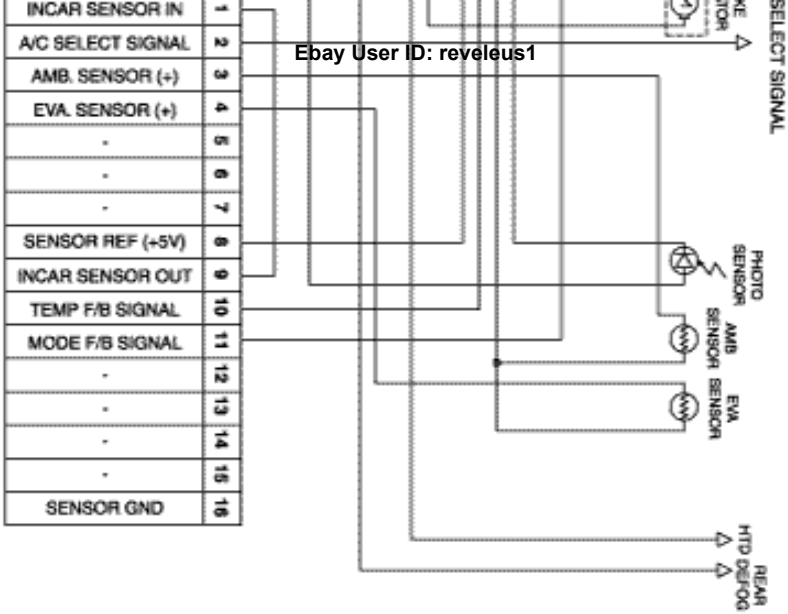 INCAR SENSOR IN 1
A/C SELECT SIGNAL 2
AMB. SENSOR (+) 3
EVA. SENSOR (+) 4
- 5
- 6
- 7
SENSOR REF (+5V) 8
INCAR SENSOR OUT 9
TEMP F/B SIGNAL 10
MODE F/B SIGNAL 11
- 12
- 13
- 14
- 15
SENSOR GND 16
Ebay User ID: reveleus1
SELECT SIGNAL
PHOTO
SENSOR
AMB
SENSOR
EVA
SENSOR
REAR
DEFOG
HTD